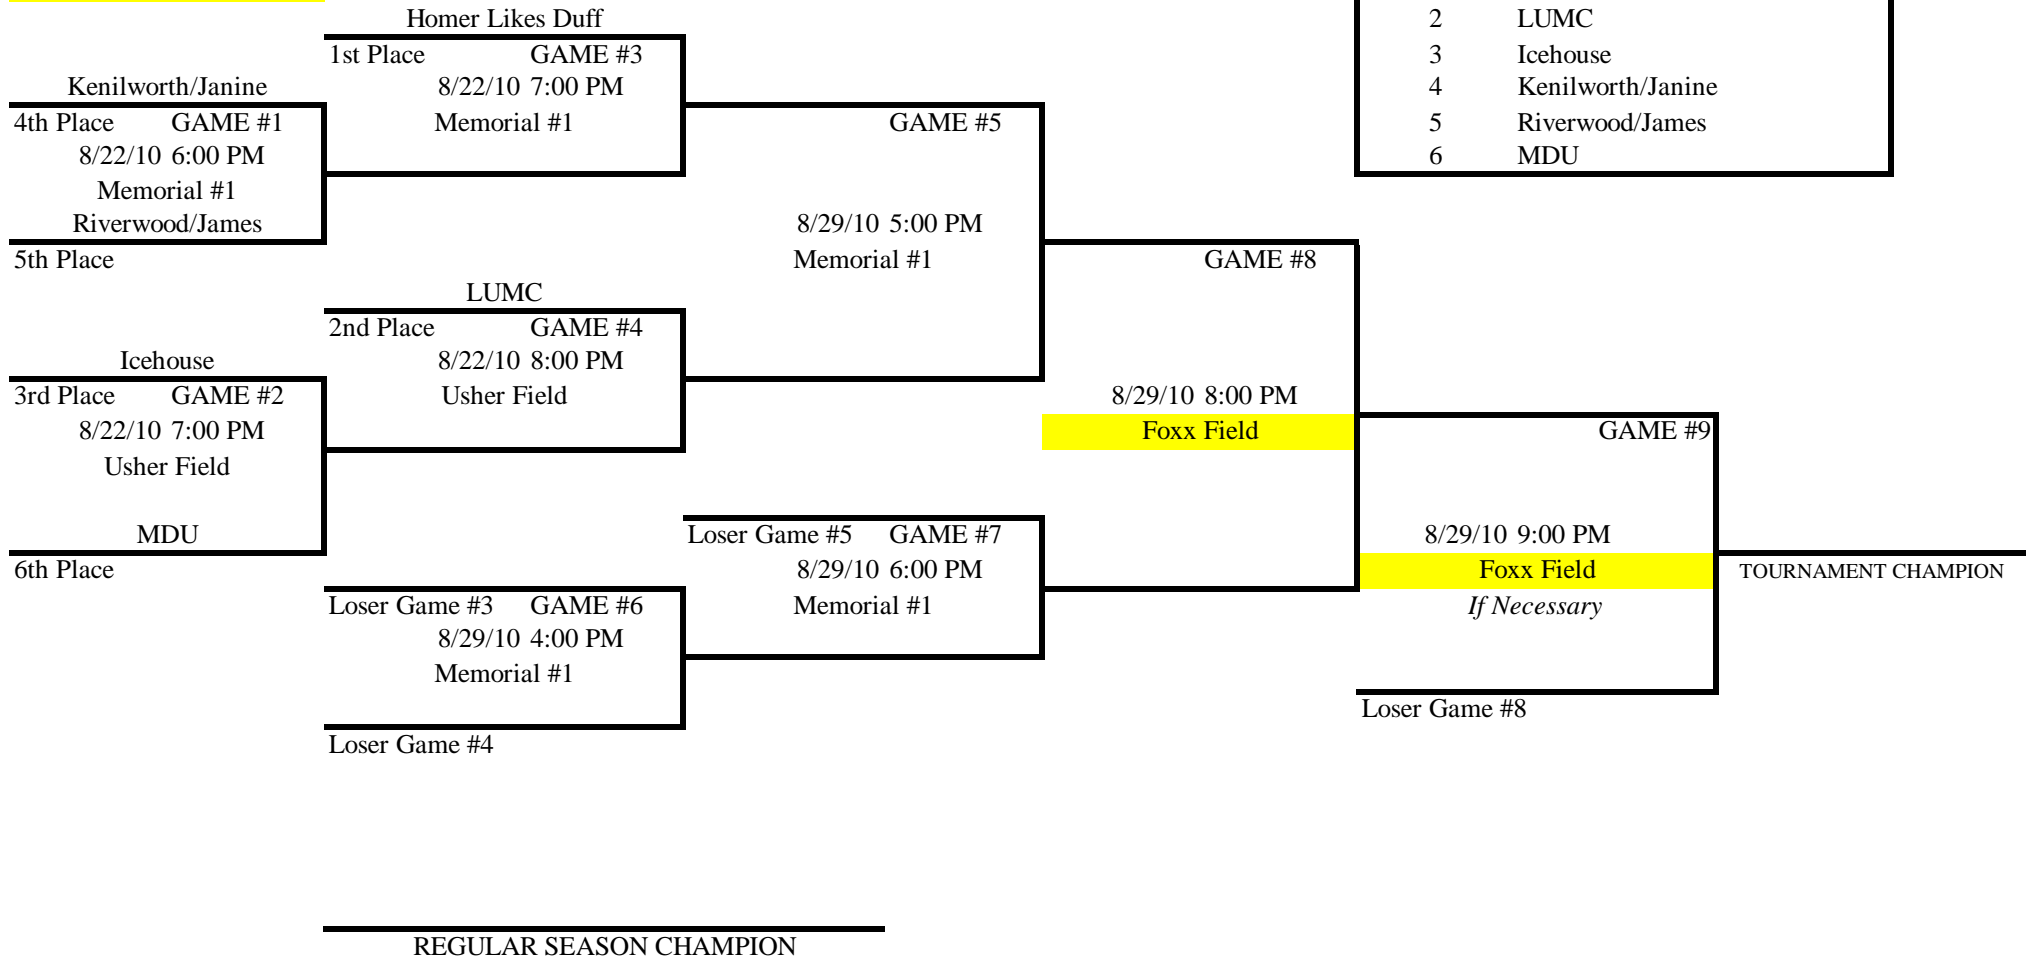 Homer Likes Duff
1st Place GAME #3
8/22/10 7:00 PM
Memorial #1
Kenilworth/Janine
4th Place GAME #1
8/22/10 6:00 PM
Memorial #1
Riverwood/James
5th Place
GAME #5
8/29/10 5:00 PM
Memorial #1
LUMC
2nd Place GAME #4
8/22/10 8:00 PM
Usher Field
Icehouse
3rd Place GAME #2
8/22/10 7:00 PM
Usher Field
MDU
6th Place
2 LUMC
3 Icehouse
4 Kenilworth/Janine
5 Riverwood/James
6 MDU
GAME #8
8/29/10 8:00 PM
Foxx Field
Loser Game #5 GAME #7
8/29/10 6:00 PM
Memorial #1
Loser Game #3 GAME #6
8/29/10 4:00 PM
Memorial #1
Loser Game #4
GAME #9
8/29/10 9:00 PM
Foxx Field
If Necessary
Loser Game #8
TOURNAMENT CHAMPION
REGULAR SEASON CHAMPION